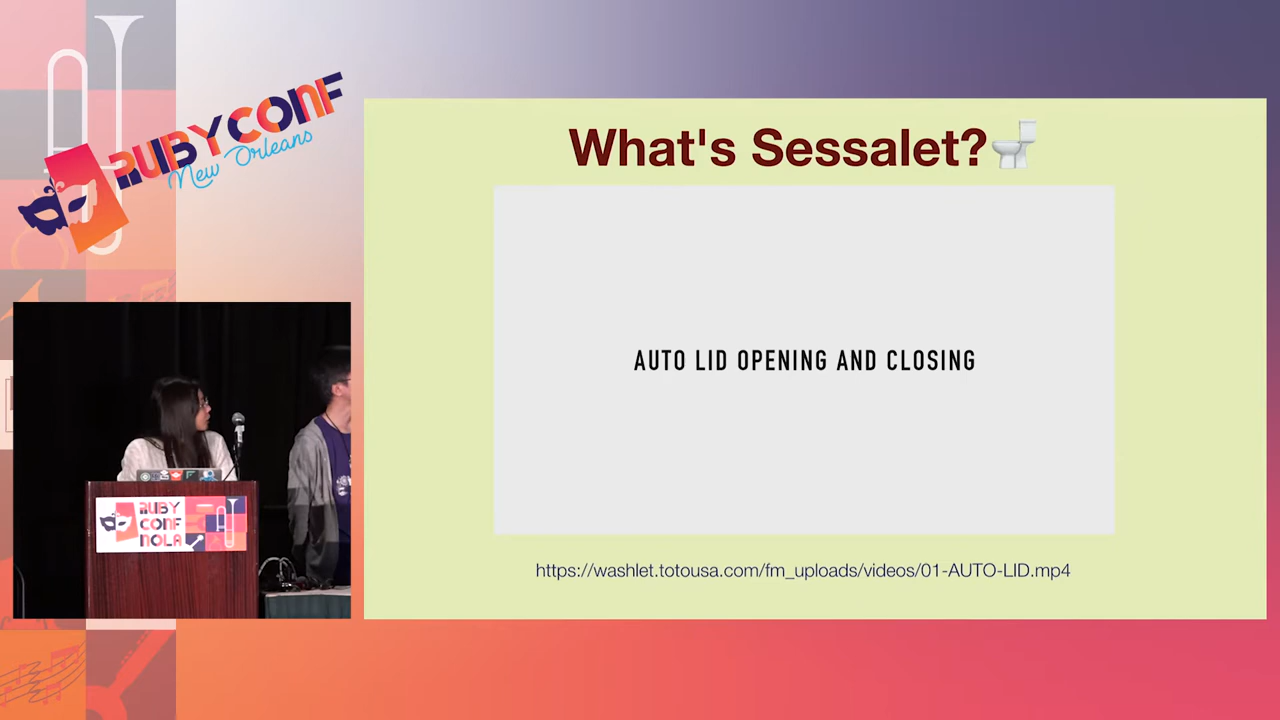 RUBYCONF
New Orleans
What's Sessalet?
AUTO LID OPENING AND CLOSING
https://washlet.totousa.com/fm_uploads/videos/01-AUTO-LID.mp4
RUBY
CONF
NOLA